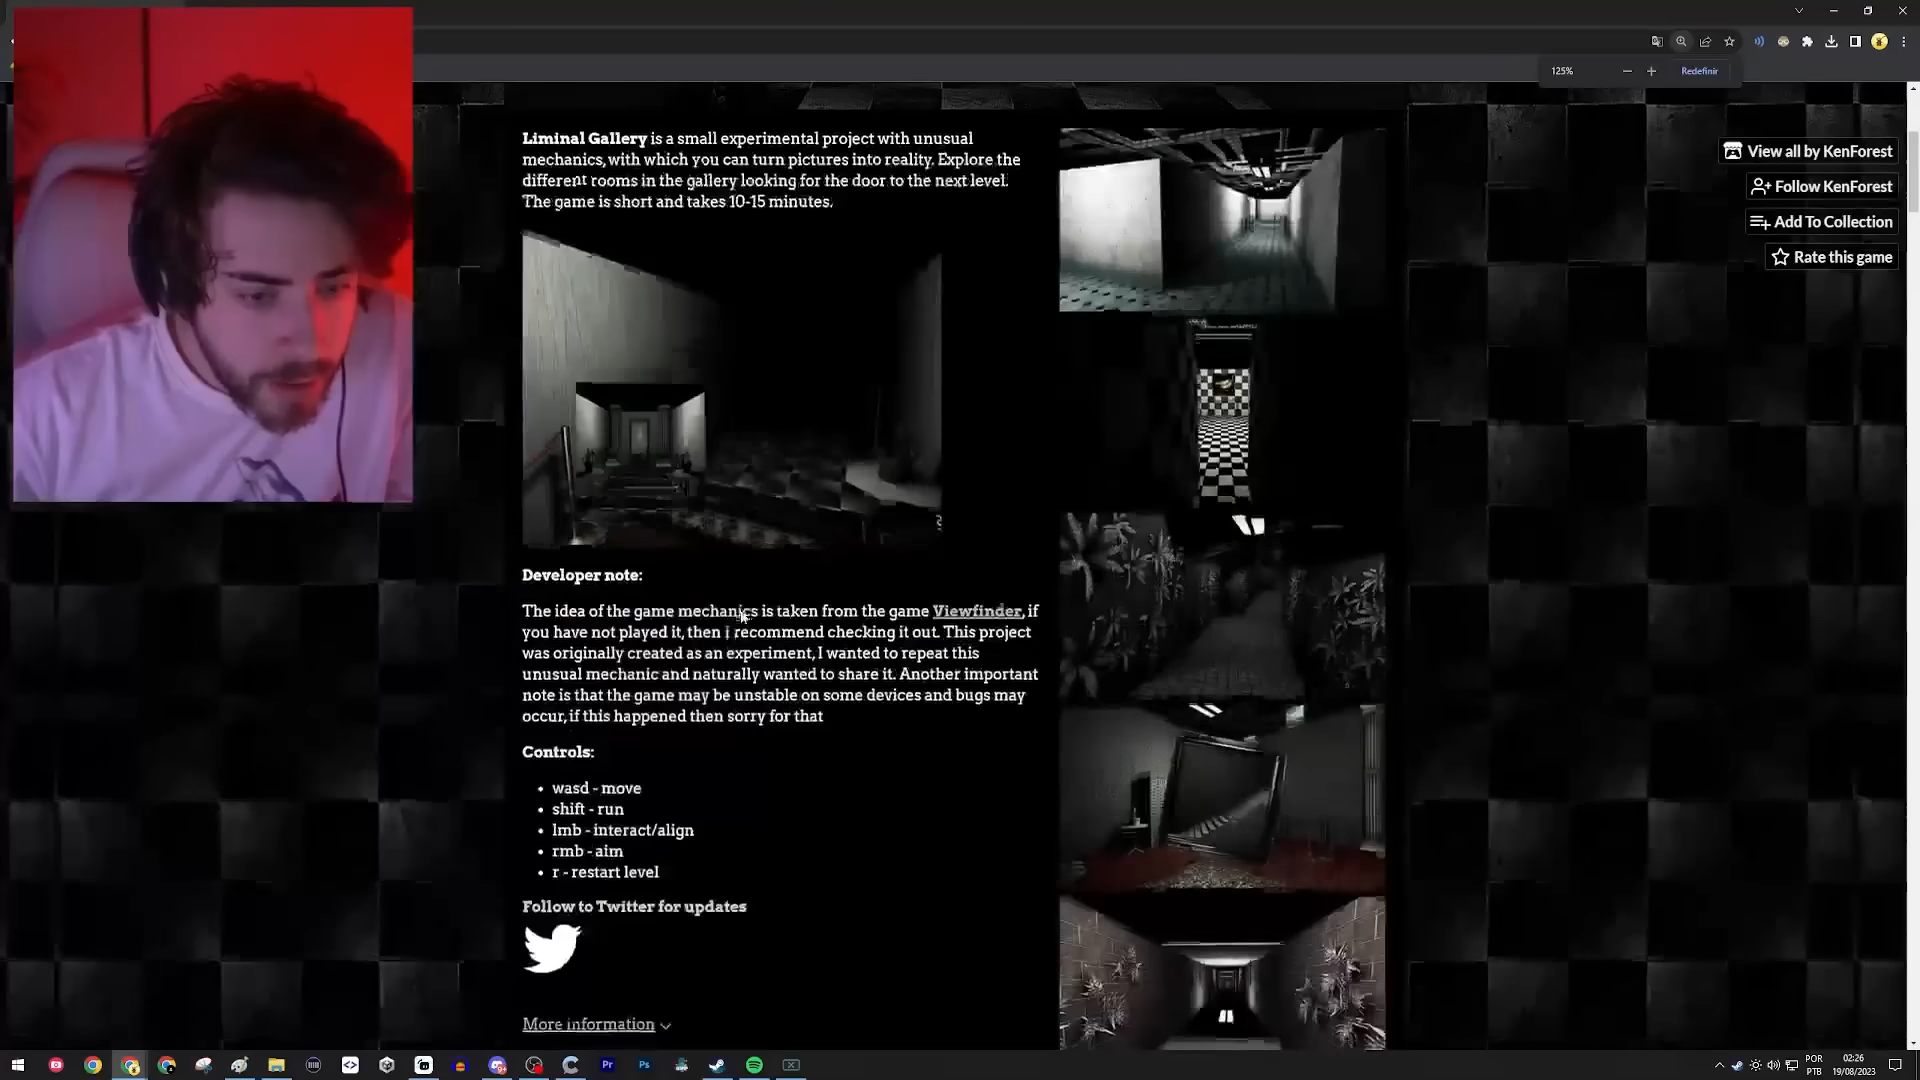 125%
Redefinir
View all by KenForest
Follow KenForest
Add To Collection
Rate this game
Liminal Gallery is a small experimental project with unusual
mechanics, with which you can turn pictures into reality. Explore the
different rooms in the gallery looking for the door to the next level.
The game is short and takes 10-15 minutes.
Developer note:
The idea of the game mechanics is taken from the game Viewfinder, if
you have not played it, then I recommend checking it out. This project
was originally created as an experiment, I wanted to repeat this
unusual mechanic and naturally wanted to share it. Another important
note is that the game may be unstable on some devices and bugs may
occur, if this happened then sorry for that
Controls:
• wasd - move
• shift - run
• lmb - interact/align
• rmb - aim
• r - restart level
Follow to Twitter for updates
More information
Pr
Ps
POR
PTB
02:26
19/08/2023